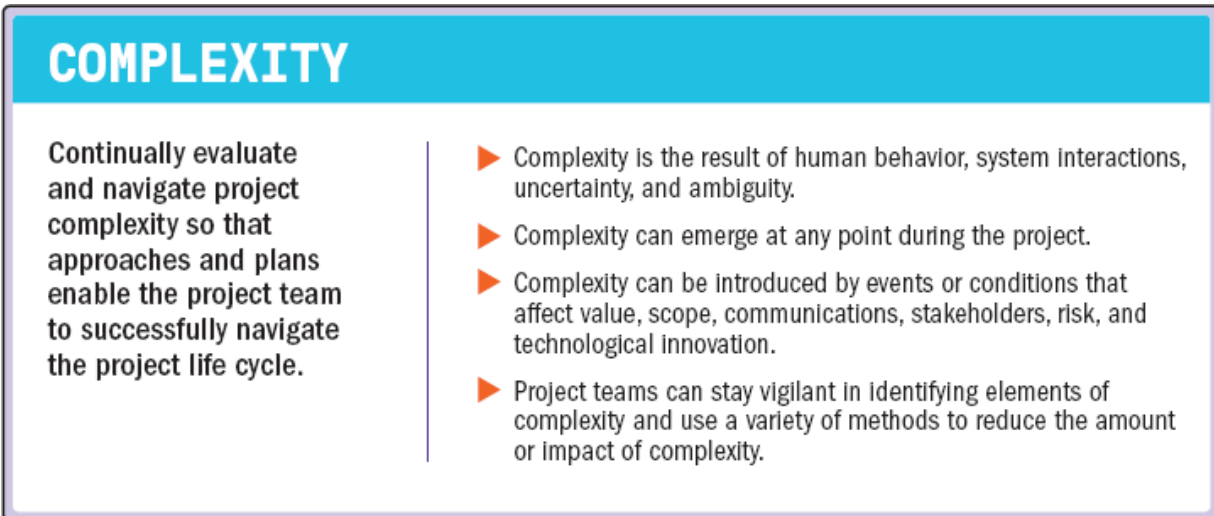 COMPLEXITY
Continually evaluate
and navigate project
complexity so that
approaches and plans
enable the project team
to successfully navigate
the project life cycle.
Complexity is the result of human behavior, system interactions,
uncertainty, and ambiguity.
Complexity can emerge at any point during the project.
Complexity can be introduced by events or conditions that
affect value, scope, communications, stakeholders, risk, and
technological innovation.
Project teams can stay vigilant in identifying elements of
complexity and use a variety of methods to reduce the amount
or impact of complexity.